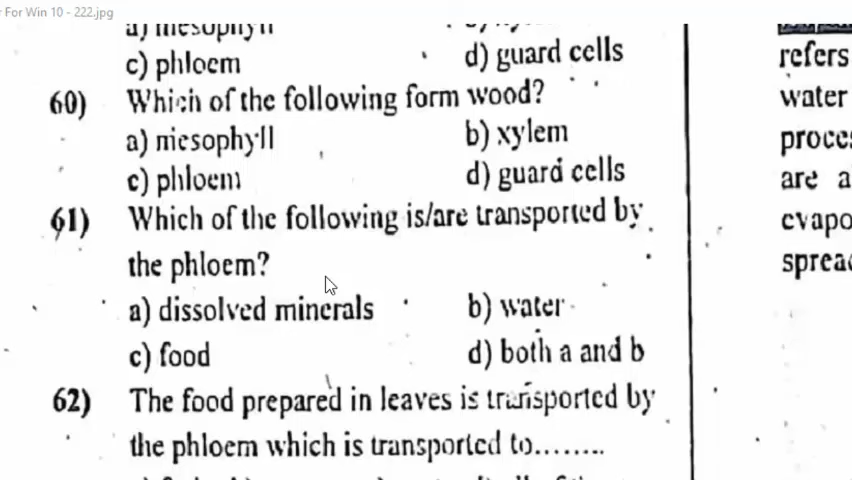 For Win 10 - 222.jpg
c) phloem d) guard cells
60) Which of the following form wood?
a) mesophyll b) xylem
c) phloem d) guard cells
61) Which of the following is/are transported by
the phloem?
a) dissolved minerals b) water
c) food d) both a and b
62) The food prepared in leaves is transported by
the phloem which is transported to........
refers
water
are a